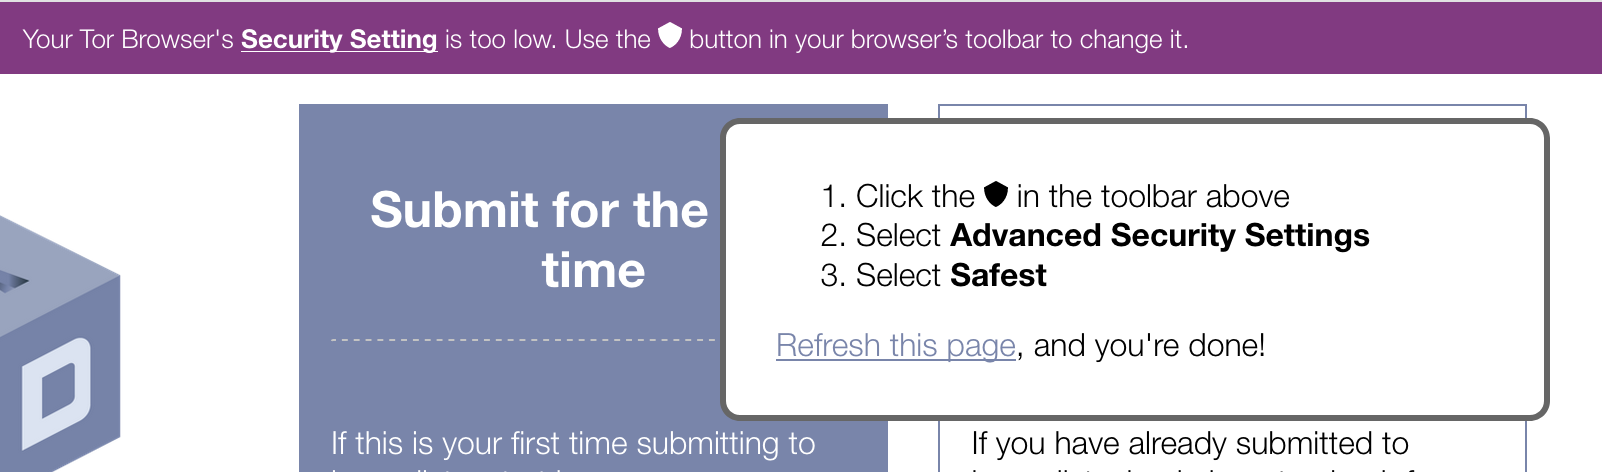 Your Tor Browser's Security Setting is too low. Use the button in your browser’s toolbar to change it.
Submit for the
time
If this is your first time submitting to
1. Click the in the toolbar above
2. Select Advanced Security Settings
3. Select Safest
Refresh this page, and you're done!
If you have already submitted to
D